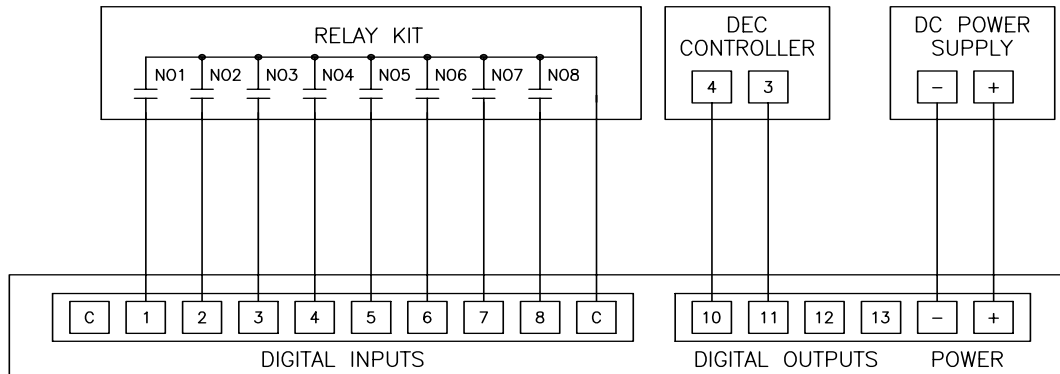 RELAY KIT
NO1 NO2 NO3 NO4 NO5 NO6 NO7 NO8
DEC
CONTROLLER
4 3
DC POWER
SUPPLY
- +
C 1 2 3 4 5 6 7 8 C
DIGITAL INPUTS
10 11 12 13 - +
DIGITAL OUTPUTS POWER